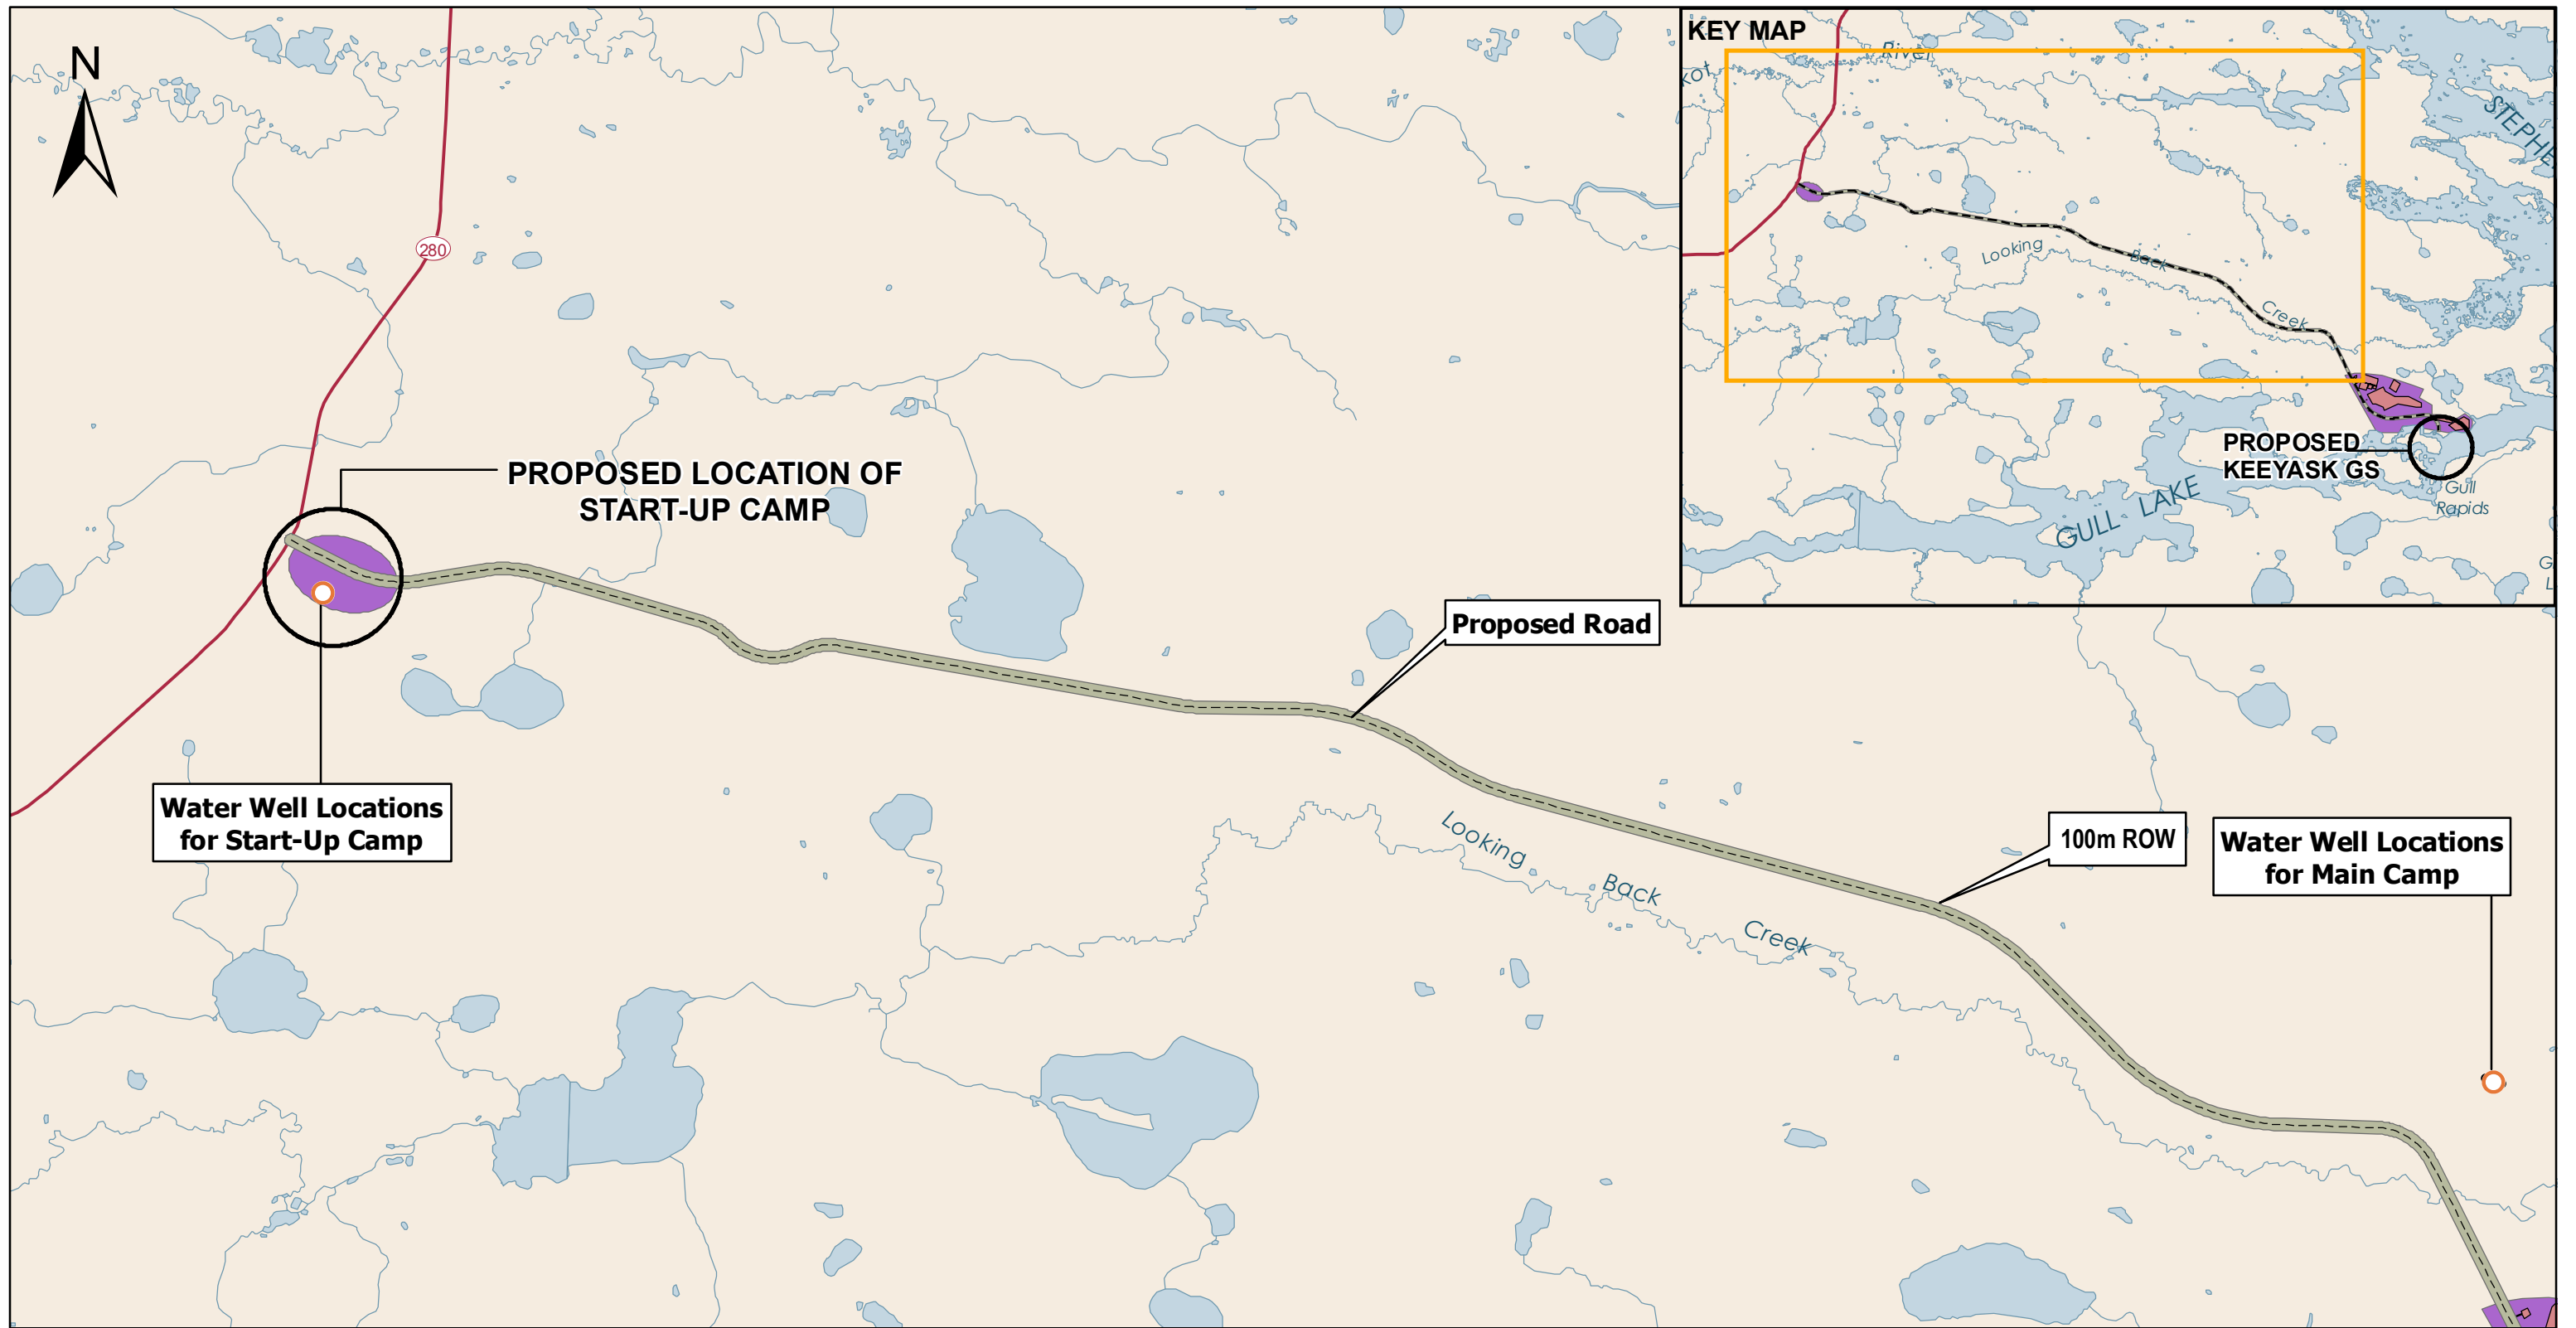 N
280
PROPOSED LOCATION OF
START-UP CAMP
Water Well Locations
for Start-Up Camp
Proposed Road
Looking
Back
Creek
100m ROW
Water Well Locations
for Main Camp
KEY MAP
River
Looking
Back
Creek
PROPOSED
KEEYASK GS
GULL LAKE
Gull
Rapids
STEPHE